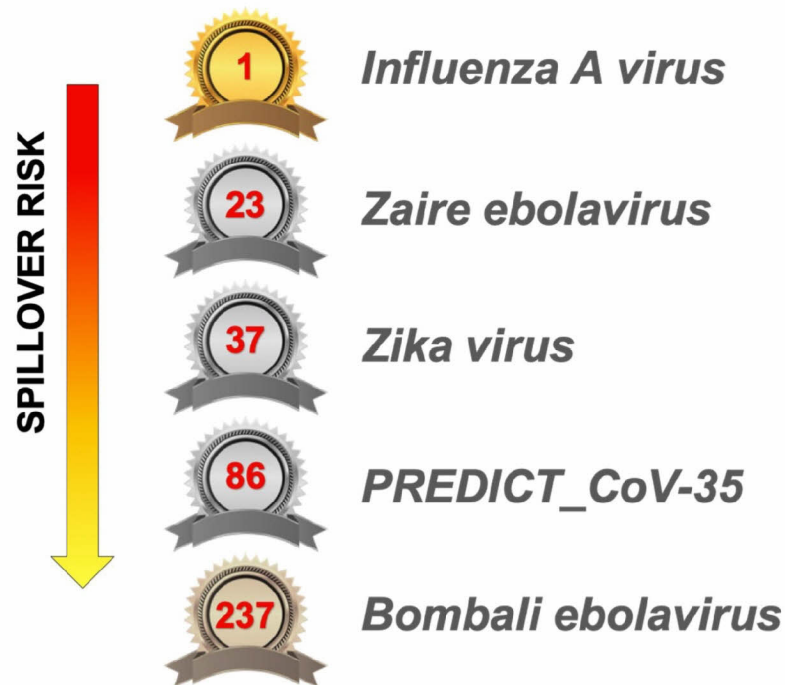 SPILLOVER RISK
1 Influenza A virus
23 Zaire ebolavirus
37 Zika virus
86 PREDICT_CoV-35
237 Bombali ebolavirus